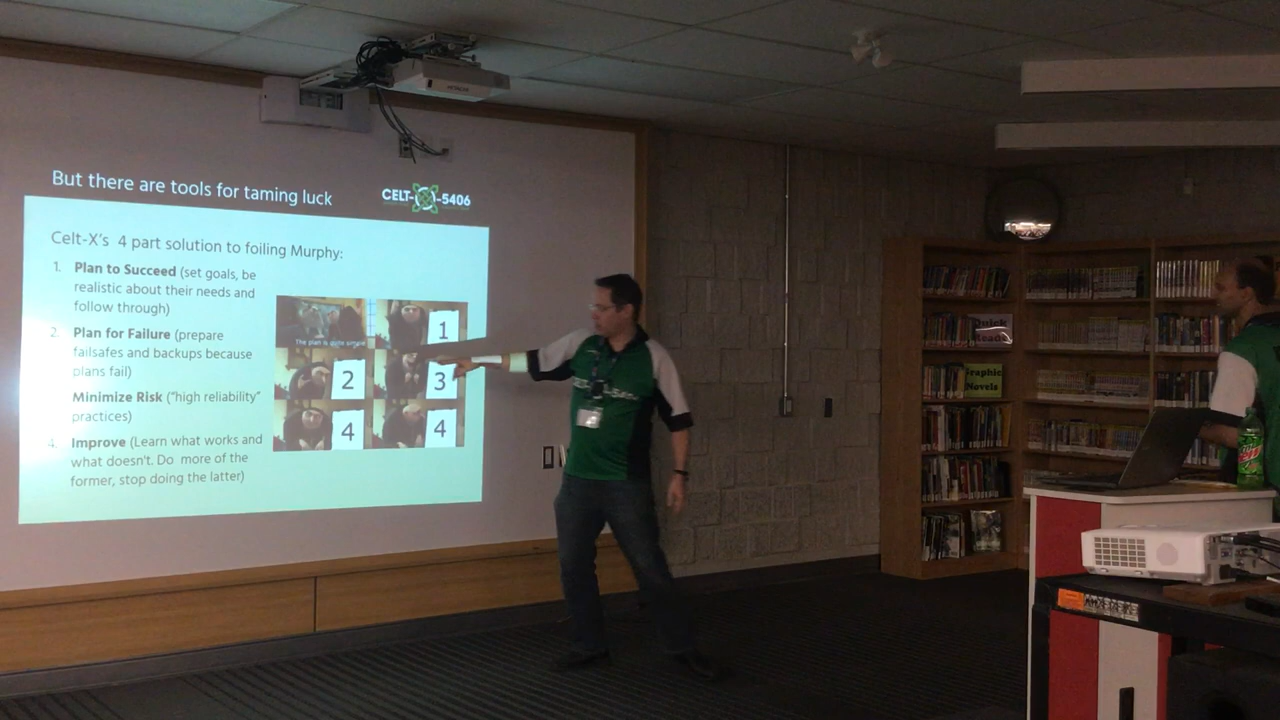 HITACHI
But there are tools for taming luck
CELT-X-5406
Celt-X's 4 part solution to foiling Murphy:
1. Plan to Succeed (set goals, be
realistic about their needs and
follow through)
2. Plan for Failure (prepare
failsafes and backups because
plans fail)
Minimize Risk ("high reliability"
practices)
4. Improve (Learn what works and
what doesn't. Do more of the
former, stop doing the latter)
The plan is quite simple
1
2
3
4
4
Quick
Read
Graphic
Novels